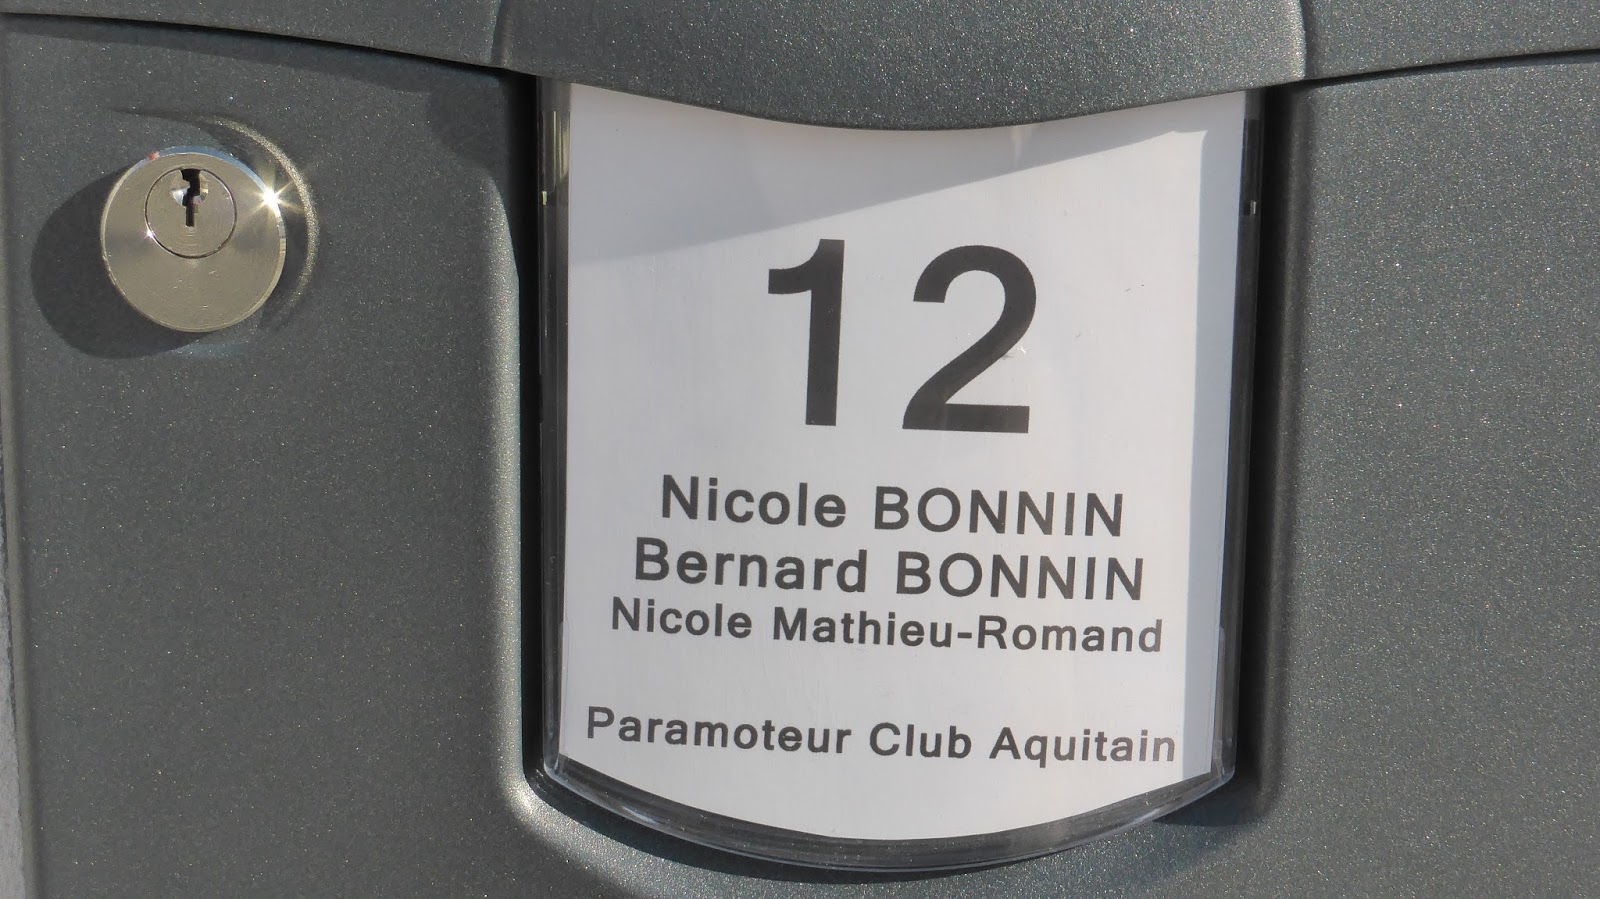 12
Nicole BONNIN
Bernard BONNIN
Nicole Mathieu-Romand
Paramoteur Club Aquitain